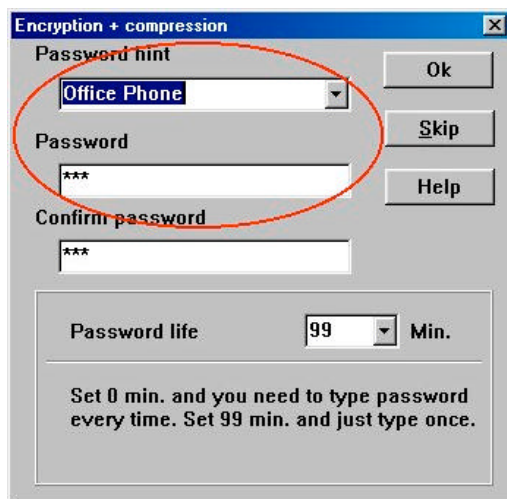 Encryption + compression
Password hint
Ok
Office Phone
Skip
Password
***
Help
Confirm password
***
Password life 99 Min.
Set 0 min. and you need to type password
every time. Set 99 min. and just type once.